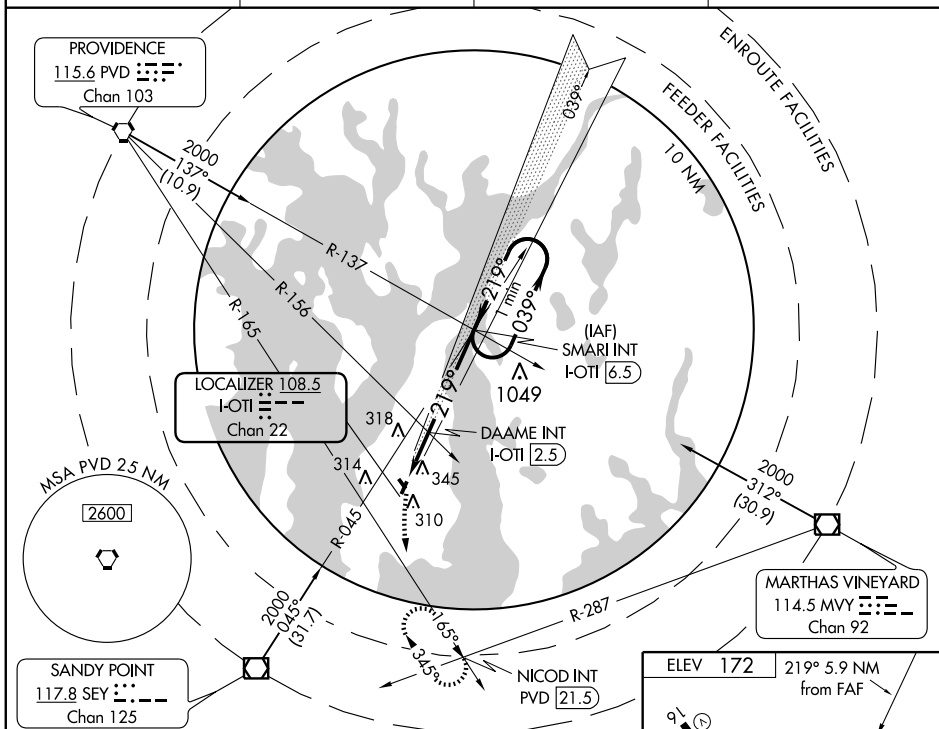 PROVIDENCE
115.6 PVD
Chan 103
2000
137°
(10.9)
R-137
R-156
R-165
ENROUTE FACILITIES
FEEDER FACILITIES
10 NM
039°
219°
1 min
039°
(IAF)
SMARI INT
I-OTI 6.5
1049
219°
LOCALIZER 108.5
I-OTI
Chan 22
318
DAAME INT
I-OTI 2.5
314
345
310
MSA PVD 25 NM
2600
R-045
2000
045°
(31.7)
2000
312°
(30.9)
MARTHAS VINEYARD
114.5 MVY
Chan 92
R-287
165°
345°
NICOD INT
PVD 21.5
SANDY POINT
117.8 SEY
Chan 125
ELEV 172
219° 5.9 NM
from FAF
16
V